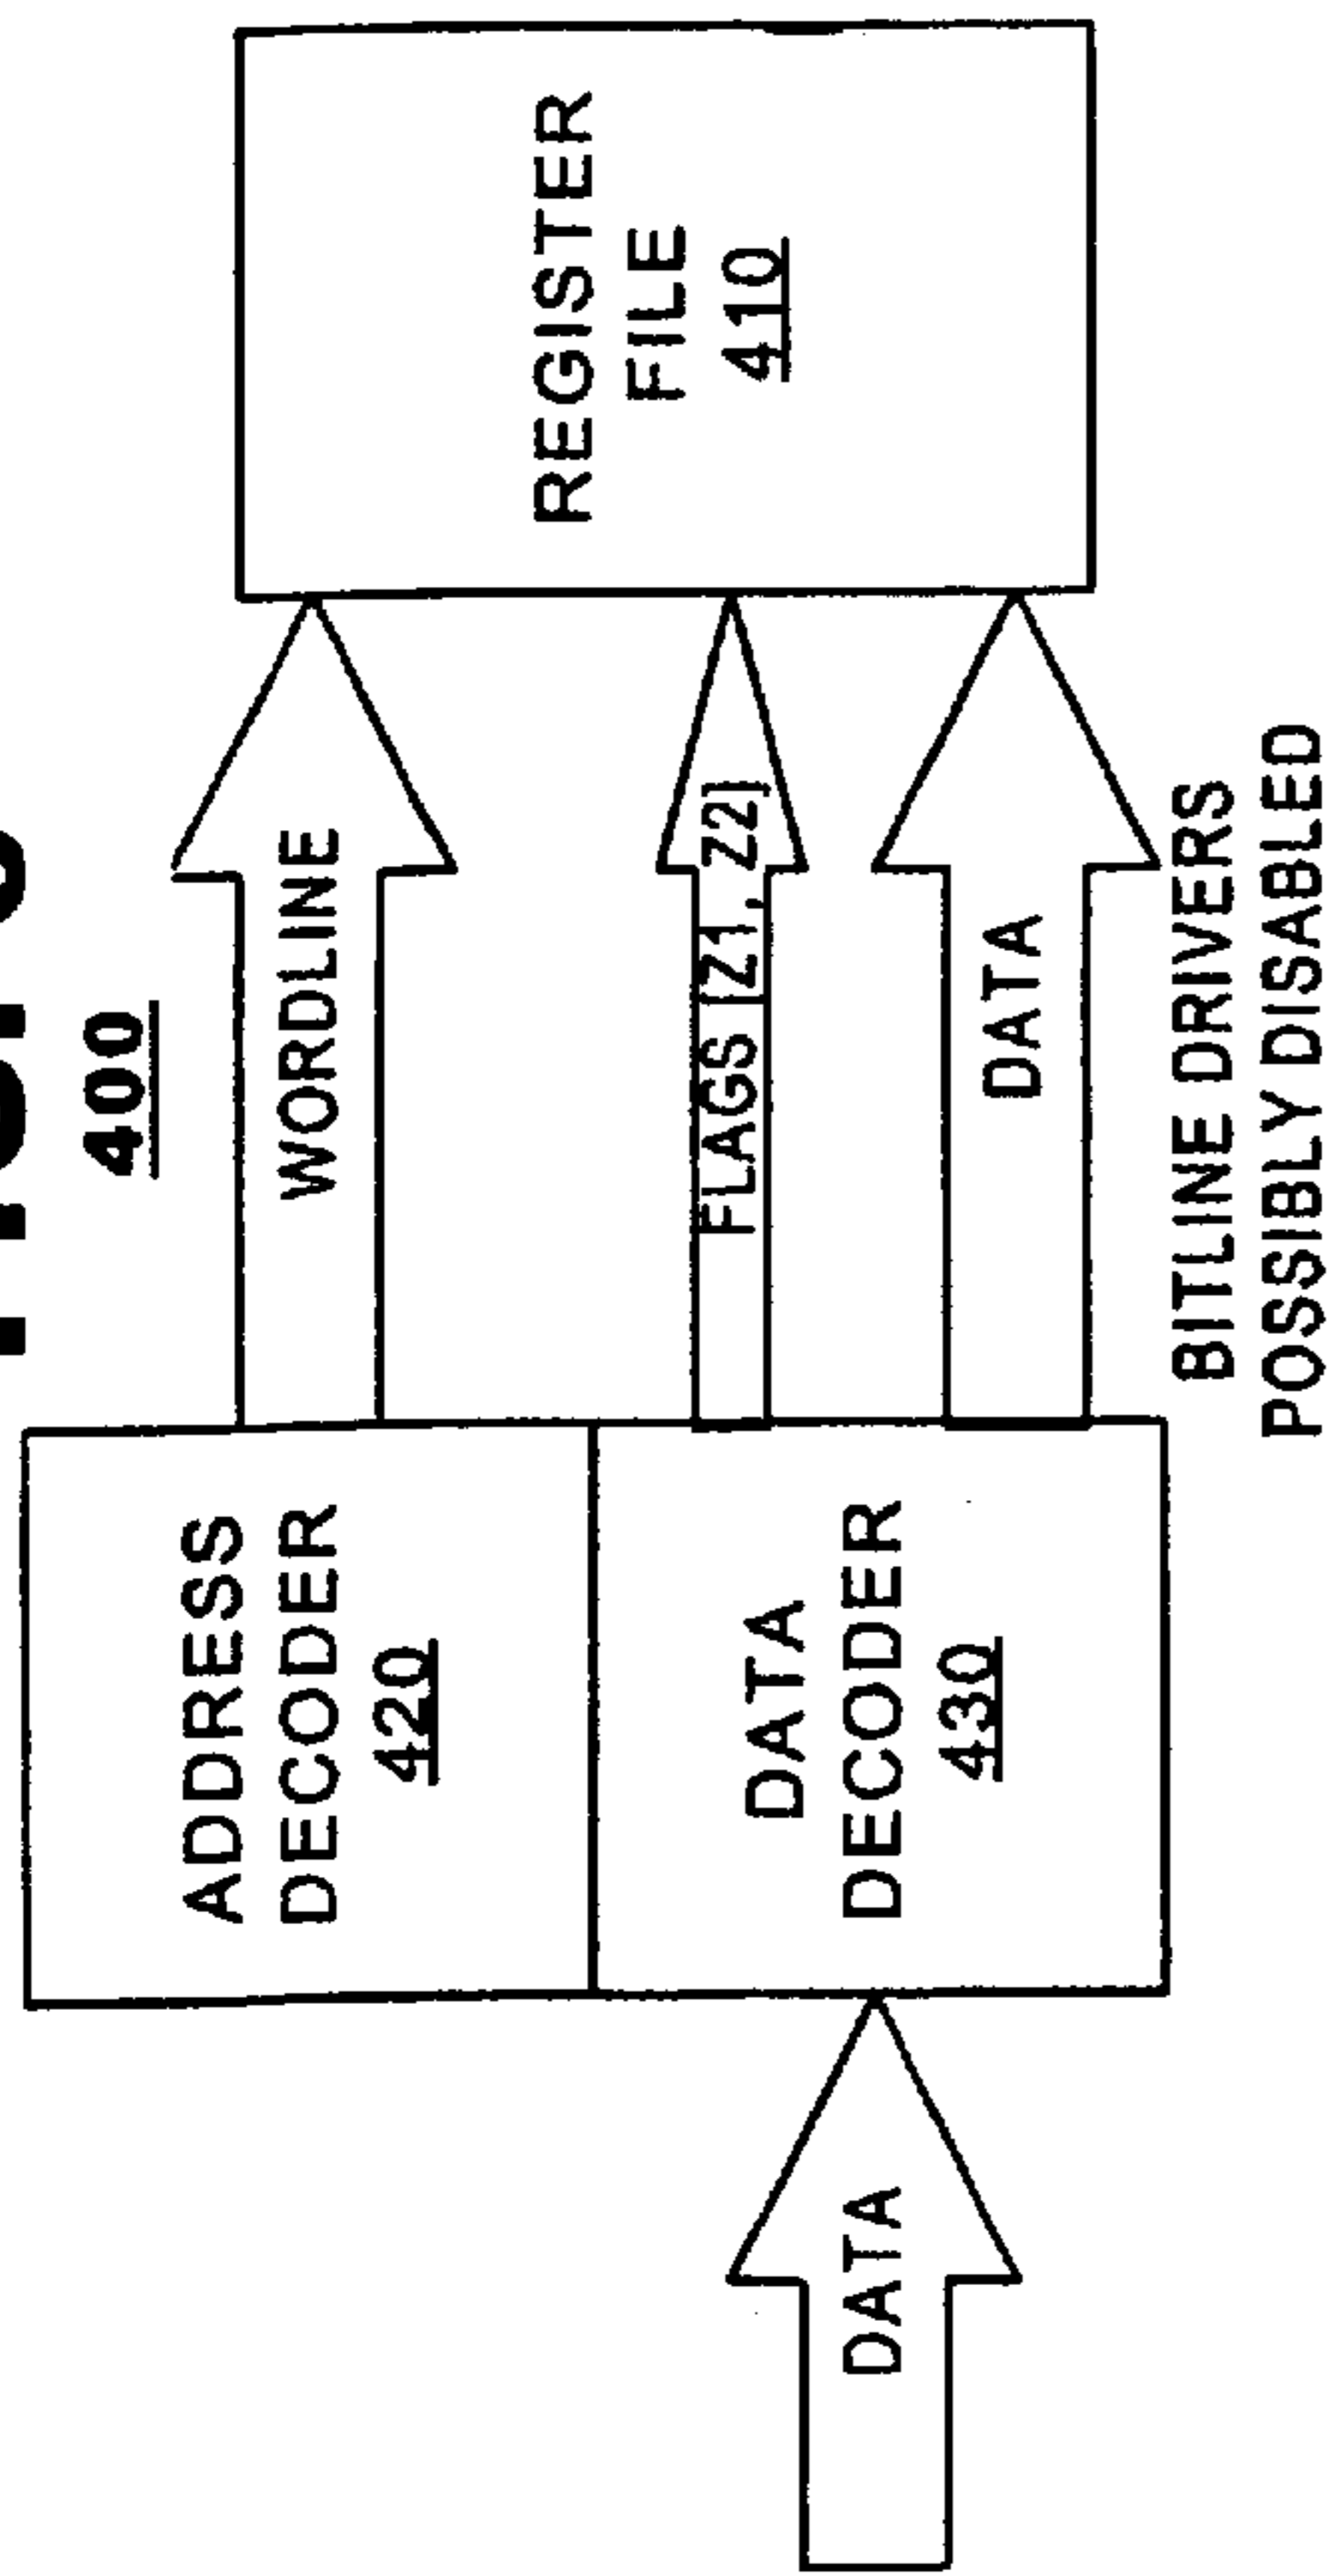 400
ADDRESS
DECODER
420
WORDLINE
REGISTER
FILE
410
DATA
DATA
DECODER
430
FLAGS [Z1, Z2]
DATA
BITLINE DRIVERS
POSSIBLY DISABLED